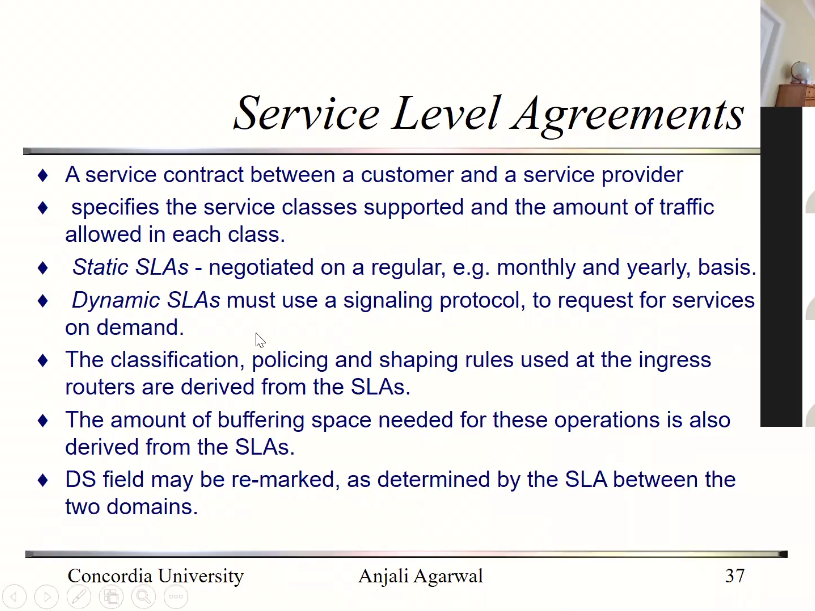 Service Level Agreements
♦ A service contract between a customer and a service provider
♦ specifies the service classes supported and the amount of traffic
allowed in each class.
♦ Static SLAs - negotiated on a regular, e.g. monthly and yearly, basis.
♦ Dynamic SLAs must use a signaling protocol, to request for services
on demand.
♦ The classification, policing and shaping rules used at the ingress
routers are derived from the SLAs.
♦ The amount of buffering space needed for these operations is also
derived from the SLAs.
♦ DS field may be re-marked, as determined by the SLA between the
two domains.
Concordia University Anjali Agarwal 37